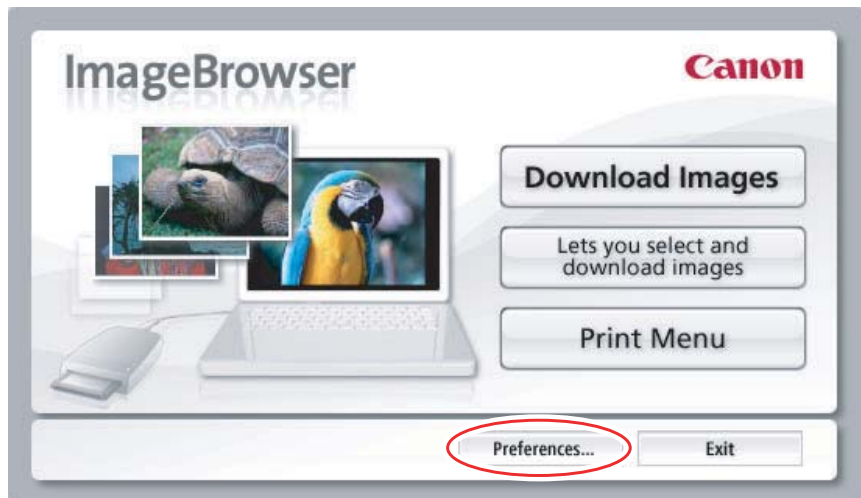 ImageBrowser
Canon
Download Images
Lets you select and
download images
Print Menu
Preferences...
Exit